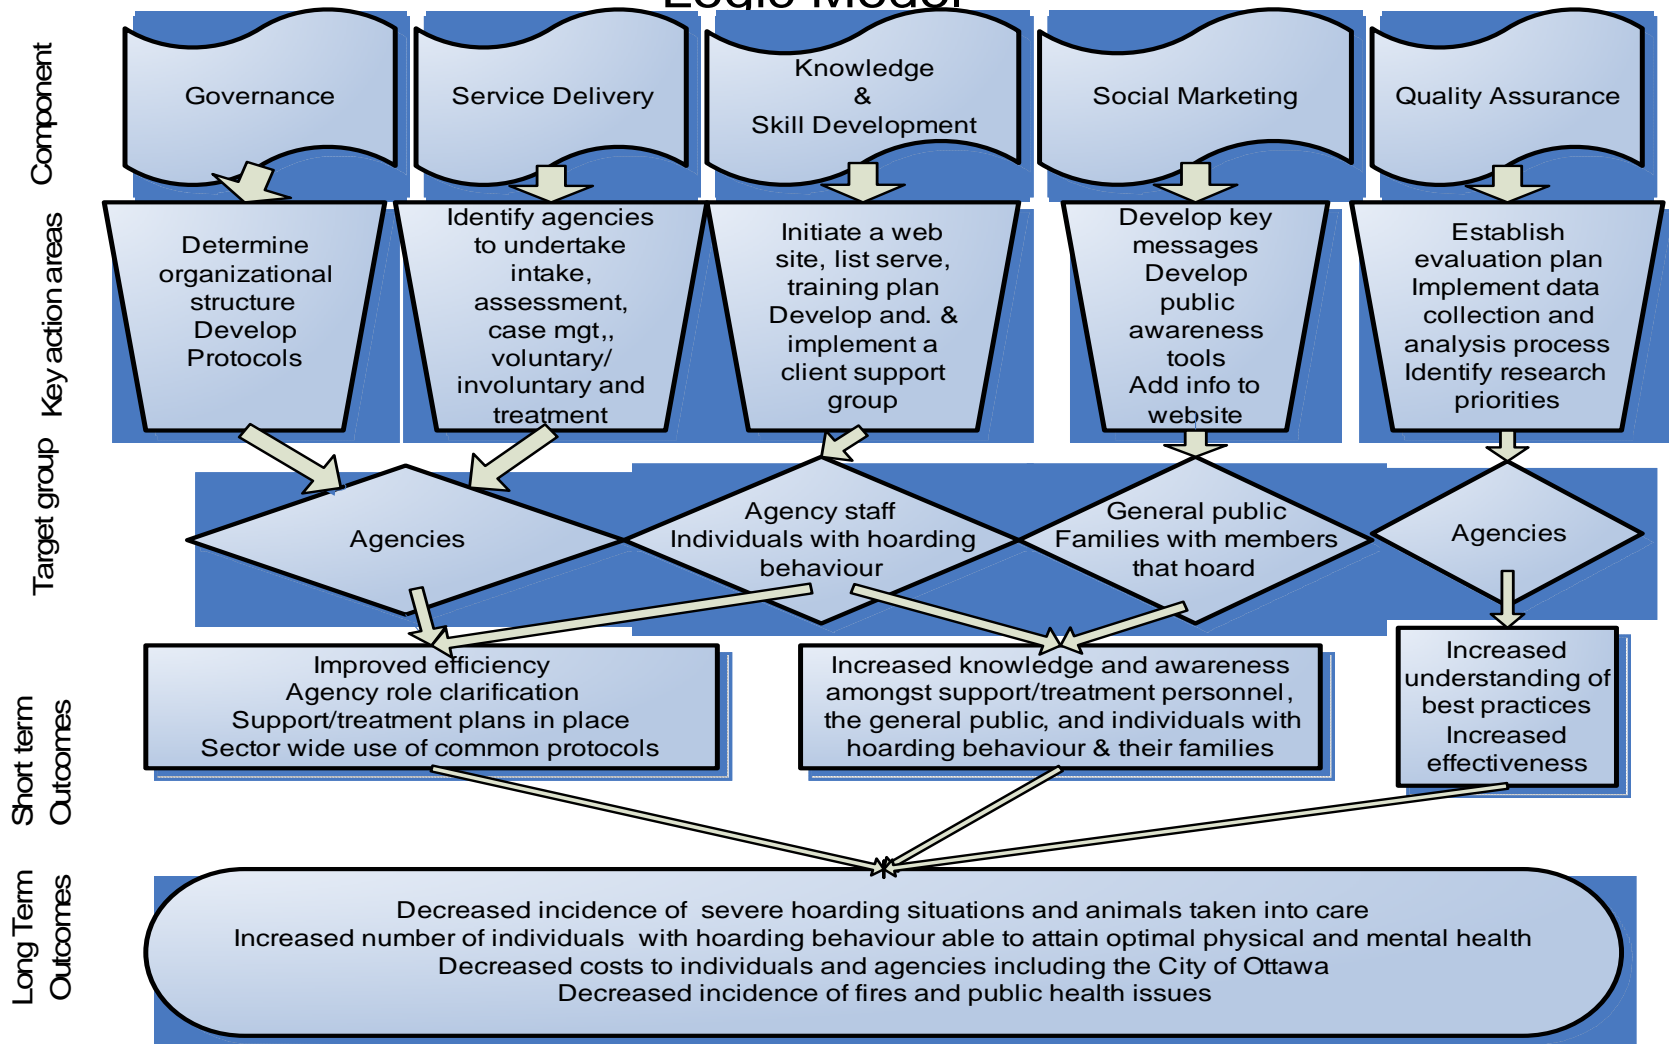 Logic Model
Component
Governance
Service Delivery
Knowledge
&
Skill Development
Social Marketing
Quality Assurance
Key action areas
Determine
organizational
structure
Develop
Protocols
Identify agencies
to undertake
intake,
assessment,
case mgt,,
voluntary/
involuntary and
treatment
Initiate a web
site, list serve,
training plan
Develop and. &
implement a
client support
group
Develop key
messages
Develop
public
awareness
tools
Add info to
website
Establish
evaluation plan
Implement data
collection and
analysis process
Identify research
priorities
Target group
Agencies
Agency staff
Individuals with hoarding
behaviour
General public
Families with members
that hoard
Agencies
Short term
Outcomes
Improved efficiency
Agency role clarification
Support/treatment plans in place
Sector wide use of common protocols
Increased knowledge and awareness
amongst support/treatment personnel,
the general public, and individuals with
hoarding behaviour & their families
Increased
understanding of
best practices
Increased
effectiveness
Long Term
Outcomes
Decreased incidence of severe hoarding situations and animals taken into care
Increased number of individuals with hoarding behaviour able to attain optimal physical and mental health
Decreased costs to individuals and agencies including the City of Ottawa
Decreased incidence of fires and public health issues